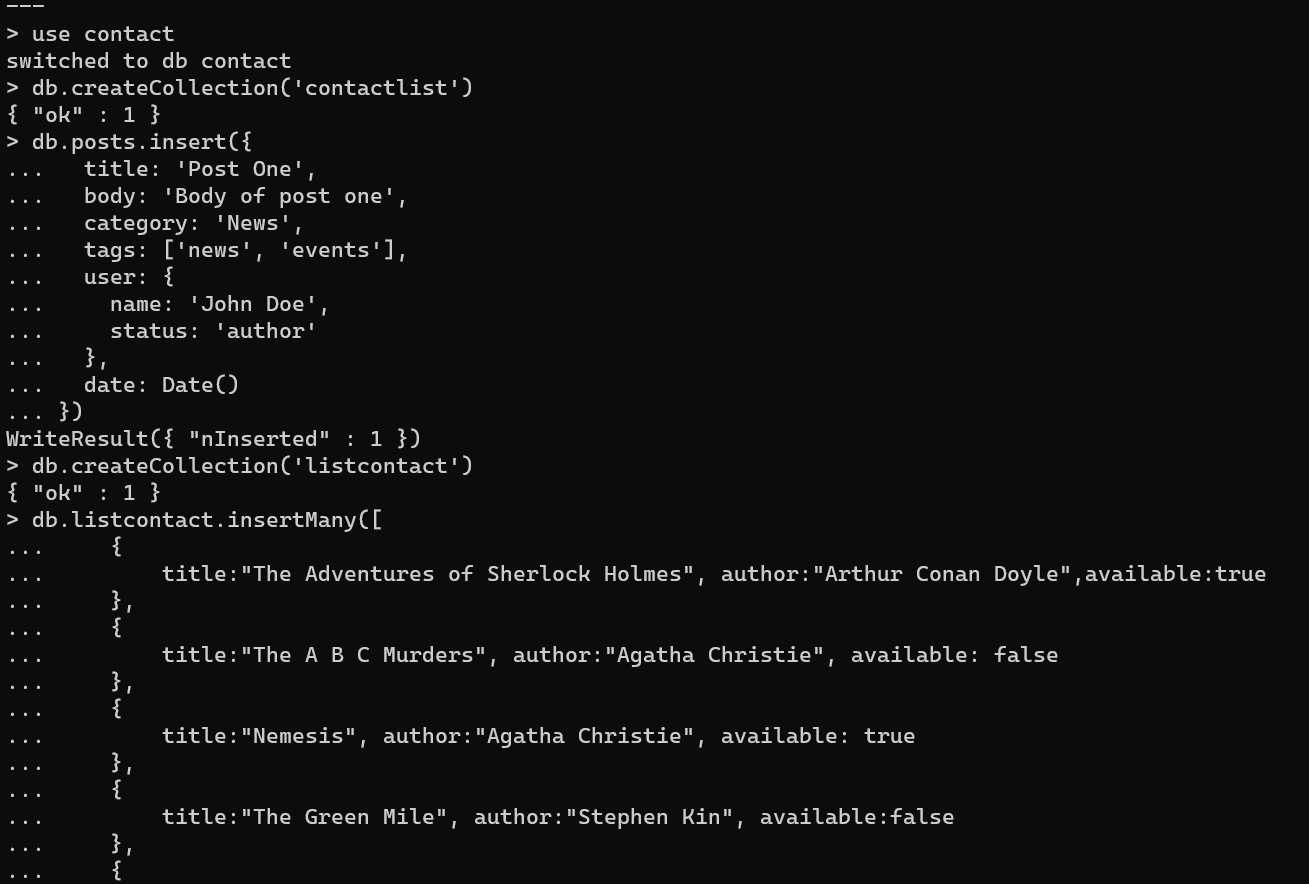 ---
> use contact
switched to db contact
> db.createCollection('contactlist')
{ "ok" : 1 }
> db.posts.insert({
...   title: 'Post One',
...   body: 'Body of post one',
...   category: 'News',
...   tags: ['news', 'events'],
...   user: {
...     name: 'John Doe',
...     status: 'author'
...   },
...   date: Date()
... })
WriteResult({ "nInserted" : 1 })
> db.createCollection('listcontact')
{ "ok" : 1 }
> db.listcontact.insertMany([
...     {
...         title:"The Adventures of Sherlock Holmes", author:"Arthur Conan Doyle",available:true
...     },
...     {
...         title:"The A B C Murders", author:"Agatha Christie", available: false
...     },
...     {
...         title:"Nemesis", author:"Agatha Christie", available: true
...     },
...     {
...         title:"The Green Mile", author:"Stephen Kin", available:false
...     },
...     {